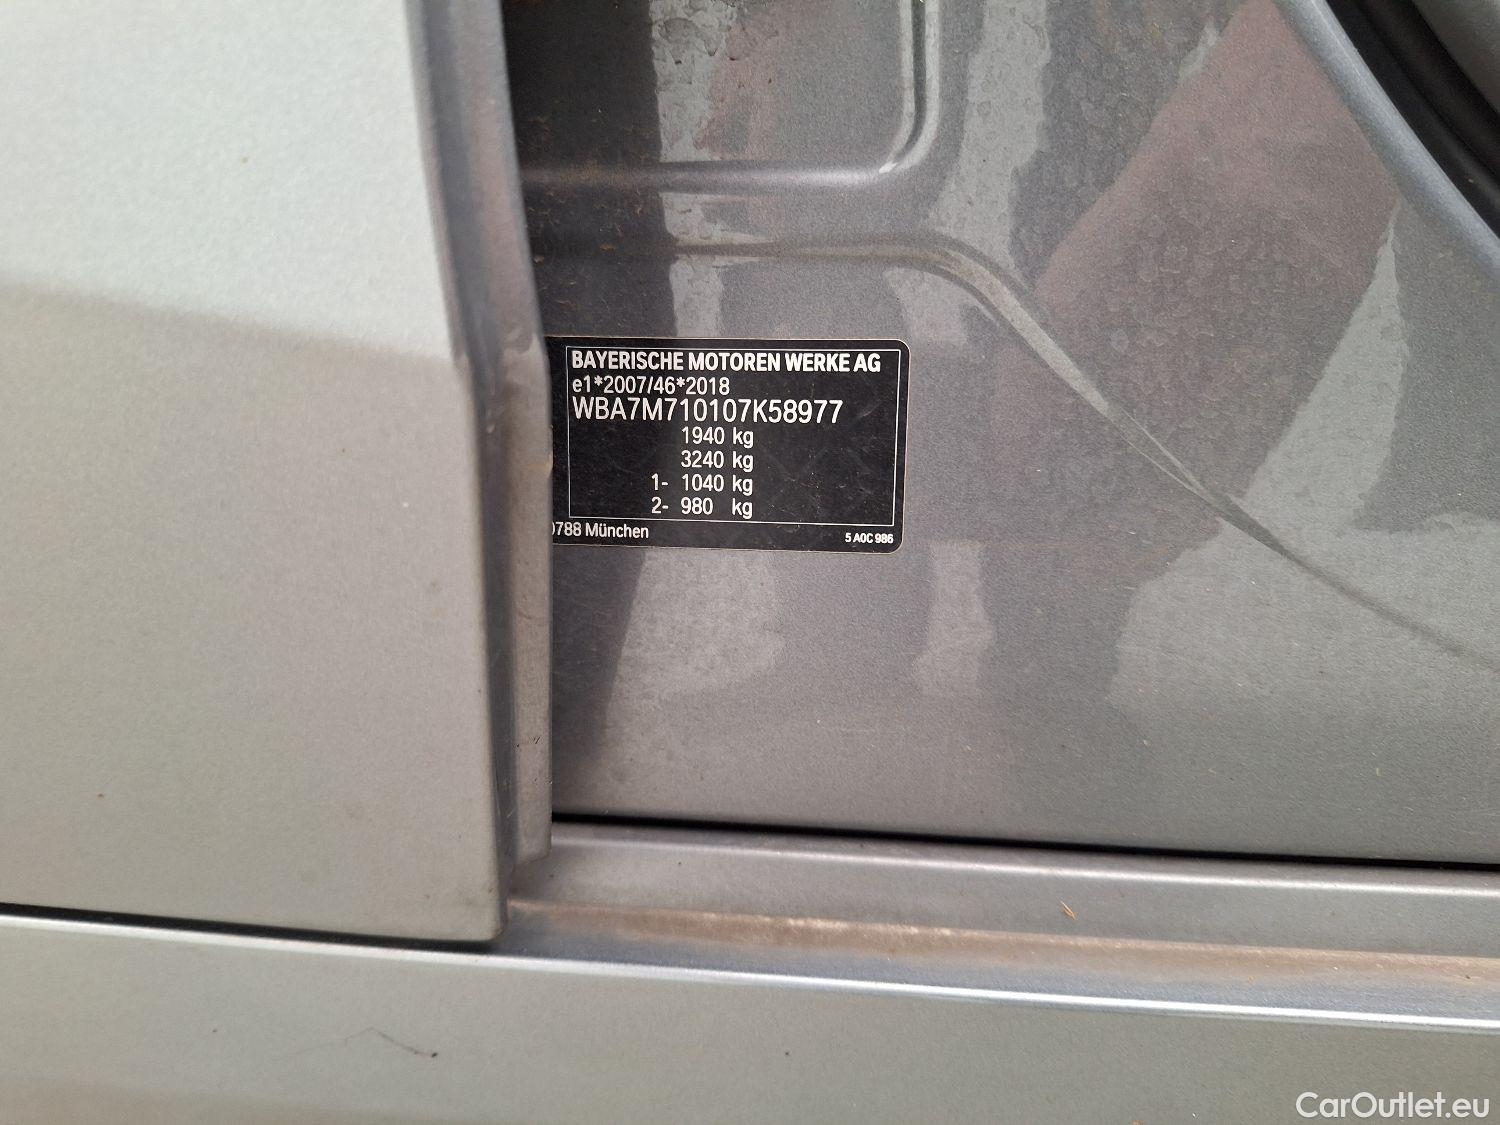 BAYERISCHE MOTOREN WERKE AG
e1*2007/46*2018
WBA7M710107K58977
1940 kg
3240 kg
1- 1040 kg
2- 980 kg
0788 München
5 A0C 986
CarOutlet.eu